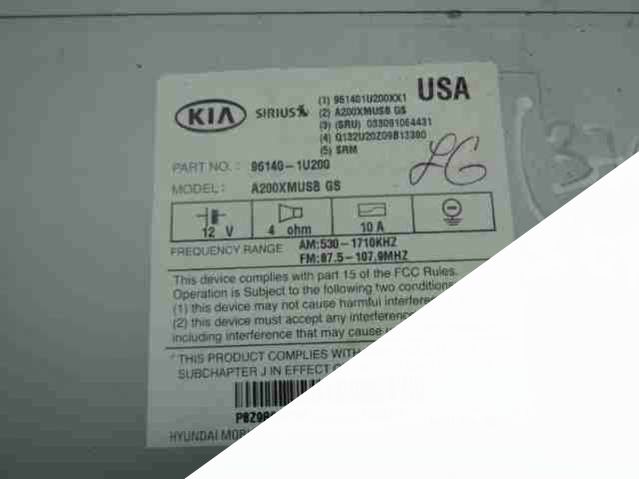 KIA SIRIUS USA
(1) 961401U200XX1
(2) A200XMUSB GS
(3) (SRU) 033081064431
(4) Q132U20Z09B13390
(5) SRM
PART NO. : 96140-1U200
MODEL : A200XMUSB GS
LG
12 V 4 ohm 10 A
FREQUENCY RANGE AM:530-1710KHZ
FM:87.5-107.9MHZ
This device complies with part 15 of the FCC Rules.
Operation is Subject to the following two conditions
(1) this device may not cause harmful
(2) this device must accept any
including interference that may cause
*THIS PRODUCT COMPLIES WITH
SUBCHAPTER J IN EFFECT
HYUNDAI